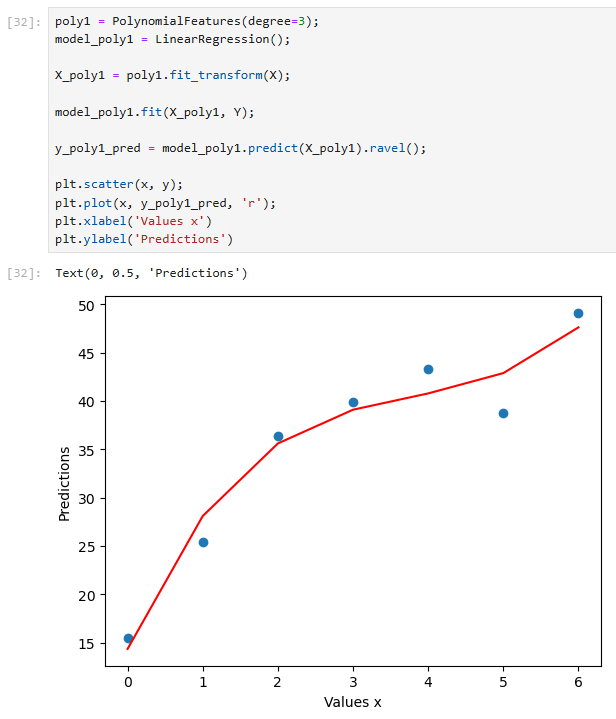 [32]: poly1 = PolynomialFeatures(degree=3);
model_poly1 = LinearRegression();
X_poly1 = poly1.fit_transform(X);
model_poly1.fit(X_poly1, Y);
y_poly1_pred = model_poly1.predict(X_poly1).ravel();
plt.scatter(x, y);
plt.plot(x, y_poly1_pred, 'r');
plt.xlabel('Values x')
plt.ylabel('Predictions')
[32]: Text(0, 0.5, 'Predictions')
50
45
40
35
30
25
20
15
Predictions
0 1 2 3 4 5 6
Values x